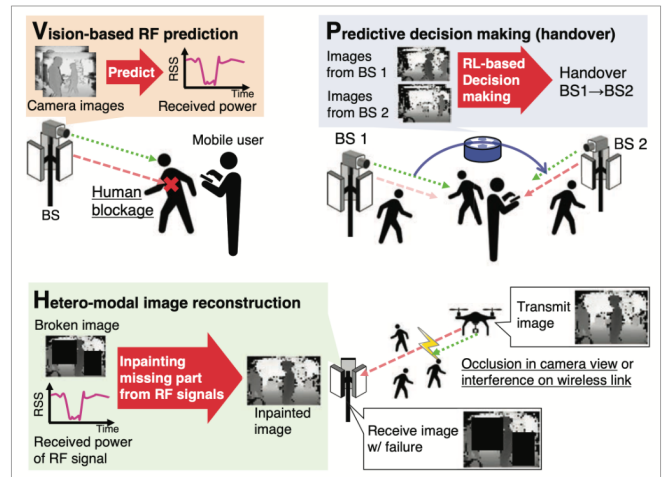 Vision-based RF prediction
Predict
RSS
Time
Camera images
Received power
Mobile user
BS
Human
blockage
Predictive decision making (handover)
Images
from BS 1
Images
from BS 2
RL-based
Decision
making
Handover
BS1→BS2
BS 1
BS 2
Hetero-modal image reconstruction
Broken image
RSS
Time
Received power
of RF signal
Inpainting
missing part
from RF signals
Inpainted
image
Transmit
image
Occlusion in camera view or
interference on wireless link
Receive image
w/ failure